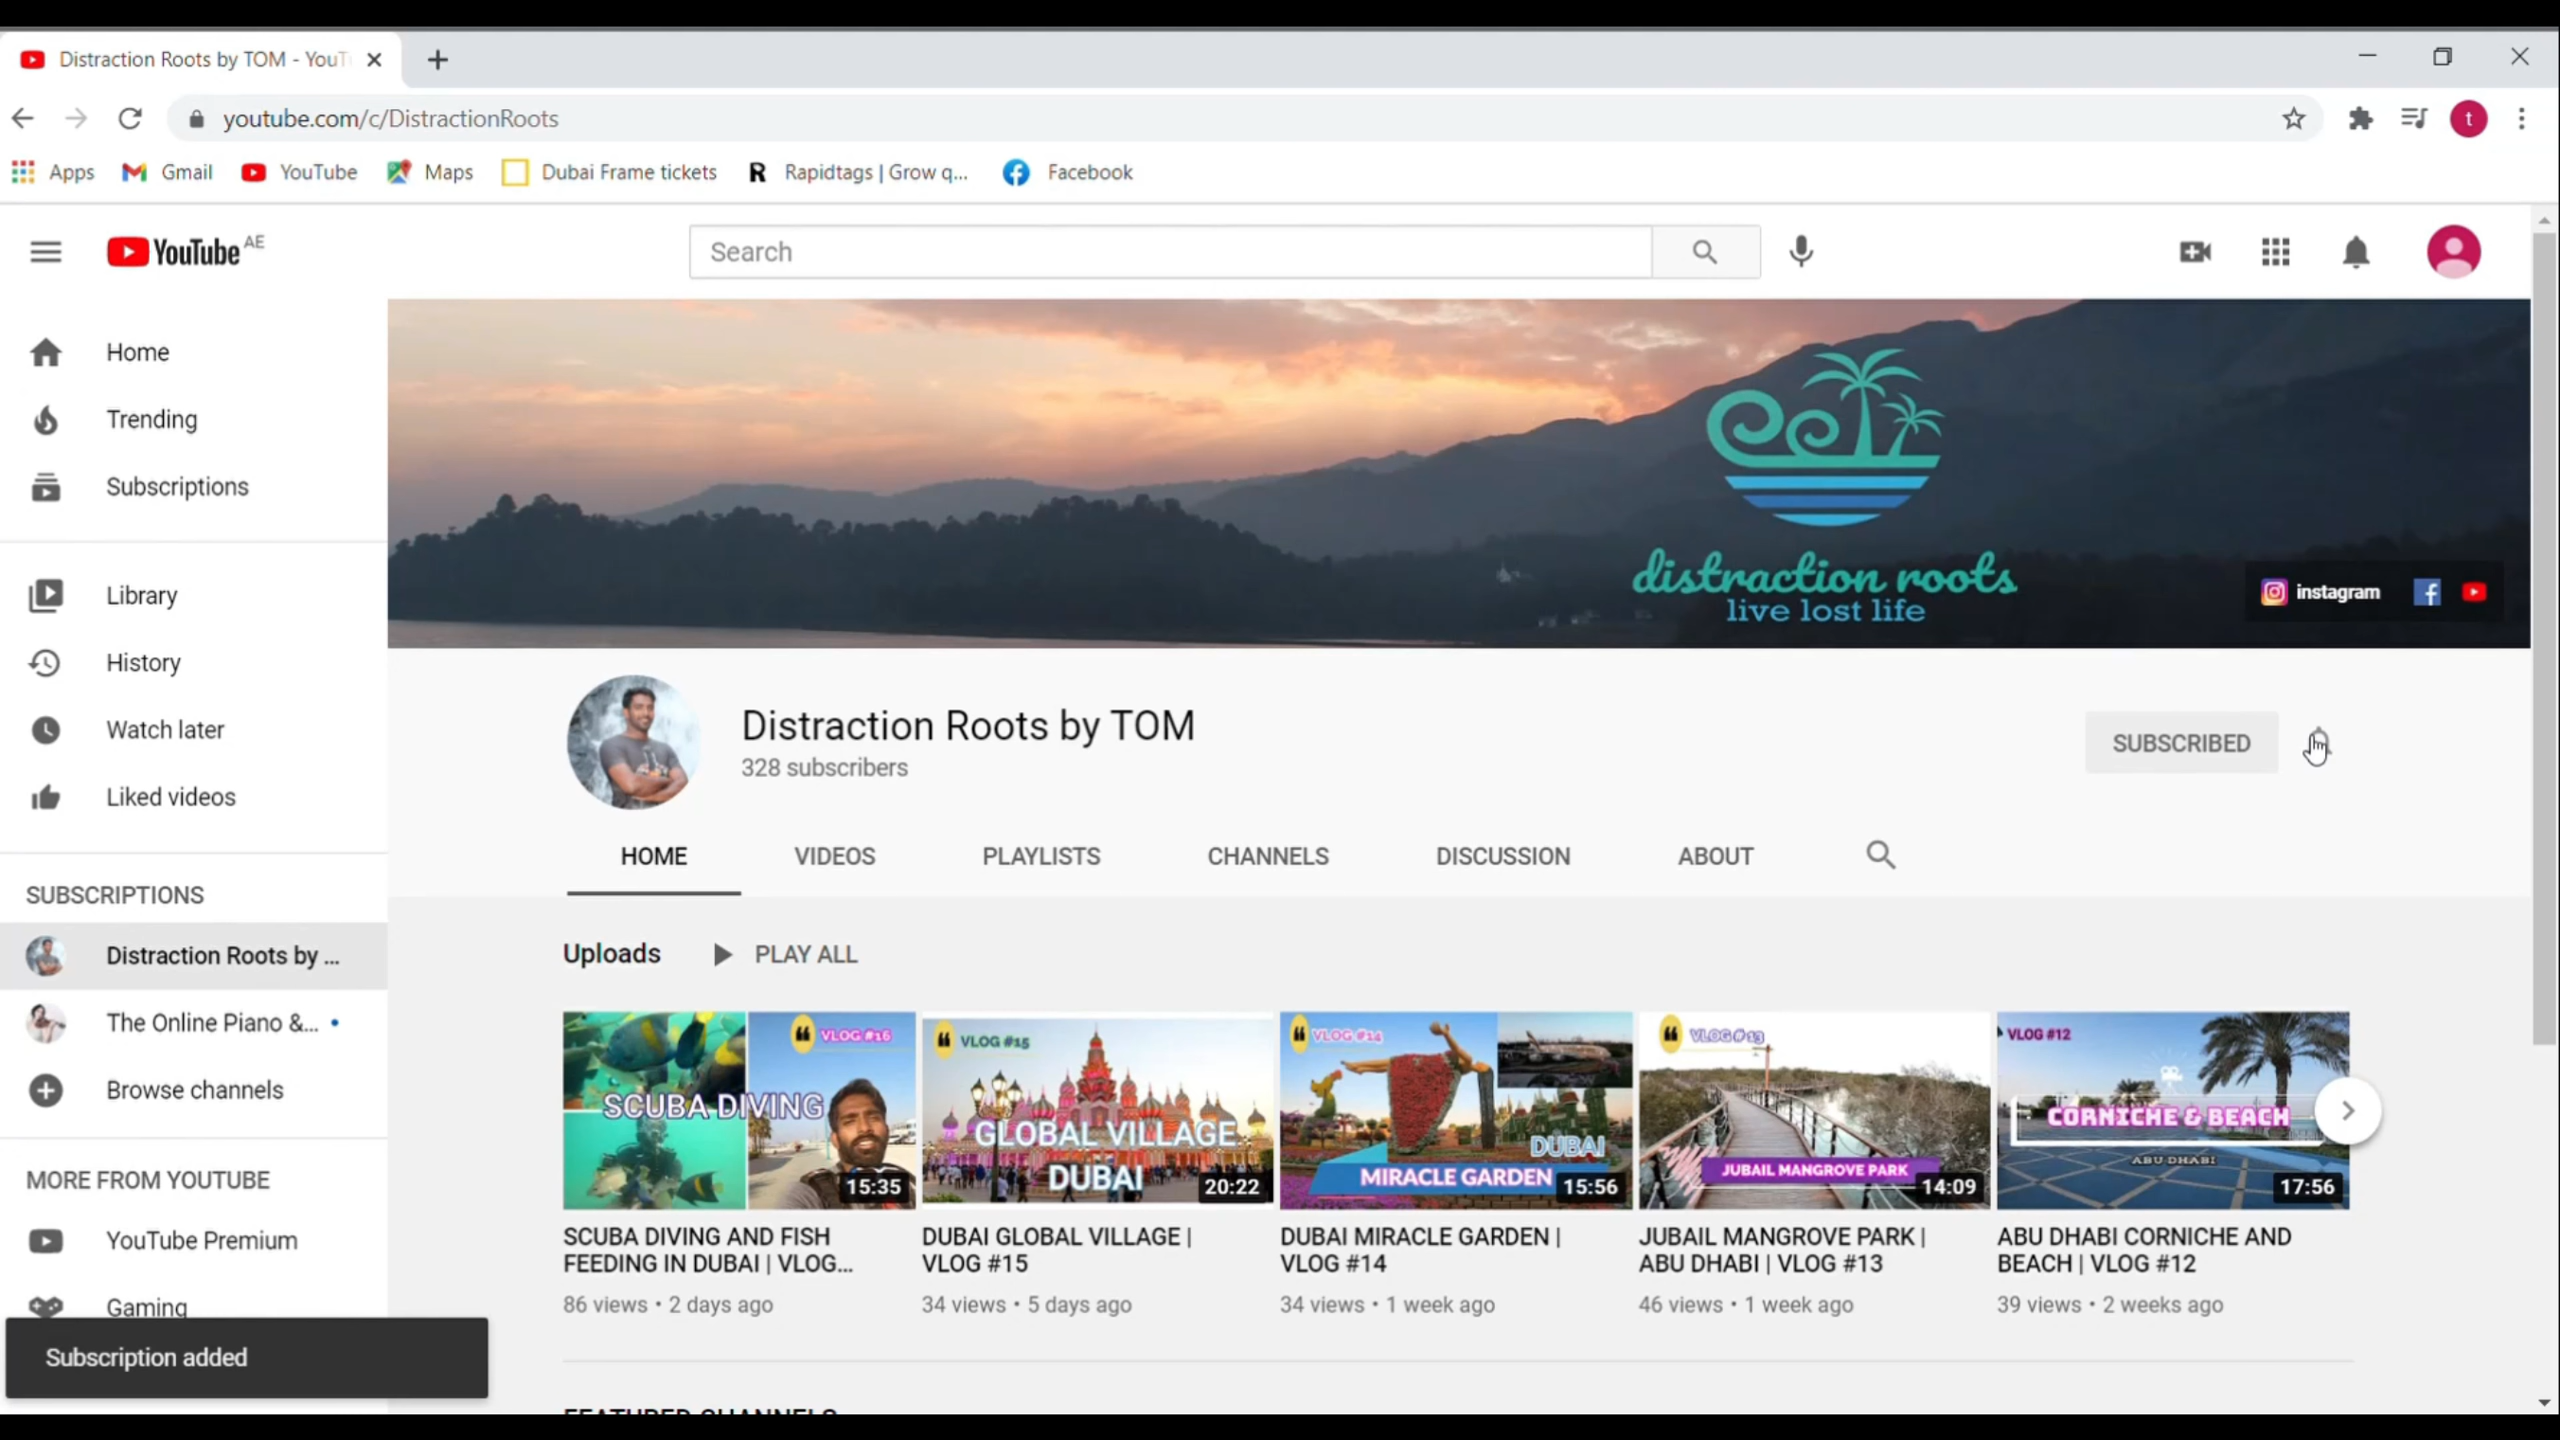 Distraction Roots by TOM - YouT
youtube.com/c/DistractionRoots
t
Apps
Gmail
YouTube
Maps
Dubai Frame tickets
R
Rapidtags | Grow q...
Facebook
YouTube AE
Search
Home
Trending
Subscriptions
Library
History
Watch later
Liked videos
SUBSCRIPTIONS
Distraction Roots by ...
The Online Piano &...
Browse channels
MORE FROM YOUTUBE
YouTube Premium
Gaming
Subscription added
distraction roots
live lost life
instagram
Distraction Roots by TOM
328 subscribers
SUBSCRIBED
HOME
VIDEOS
PLAYLISTS
CHANNELS
DISCUSSION
ABOUT
Uploads
PLAY ALL
VLOG #16
SCUBA DIVING
15:35
SCUBA DIVING AND FISH
FEEDING IN DUBAI | VLOG...
86 views • 2 days ago
VLOG #15
GLOBAL VILLAGE
DUBAI
20:22
DUBAI GLOBAL VILLAGE |
VLOG #15
34 views • 5 days ago
VLOG #14
DUBAI
MIRACLE GARDEN
15:56
DUBAI MIRACLE GARDEN |
VLOG #14
34 views • 1 week ago
VLOG #13
JUBAIL MANGROVE PARK
14:09
JUBAIL MANGROVE PARK |
ABU DHABI | VLOG #13
46 views • 1 week ago
VLOG #12
CORNICHE & BEACH
ABU DHABI
17:56
ABU DHABI CORNICHE AND
BEACH | VLOG #12
39 views • 2 weeks ago
FEATURED CHANNELS